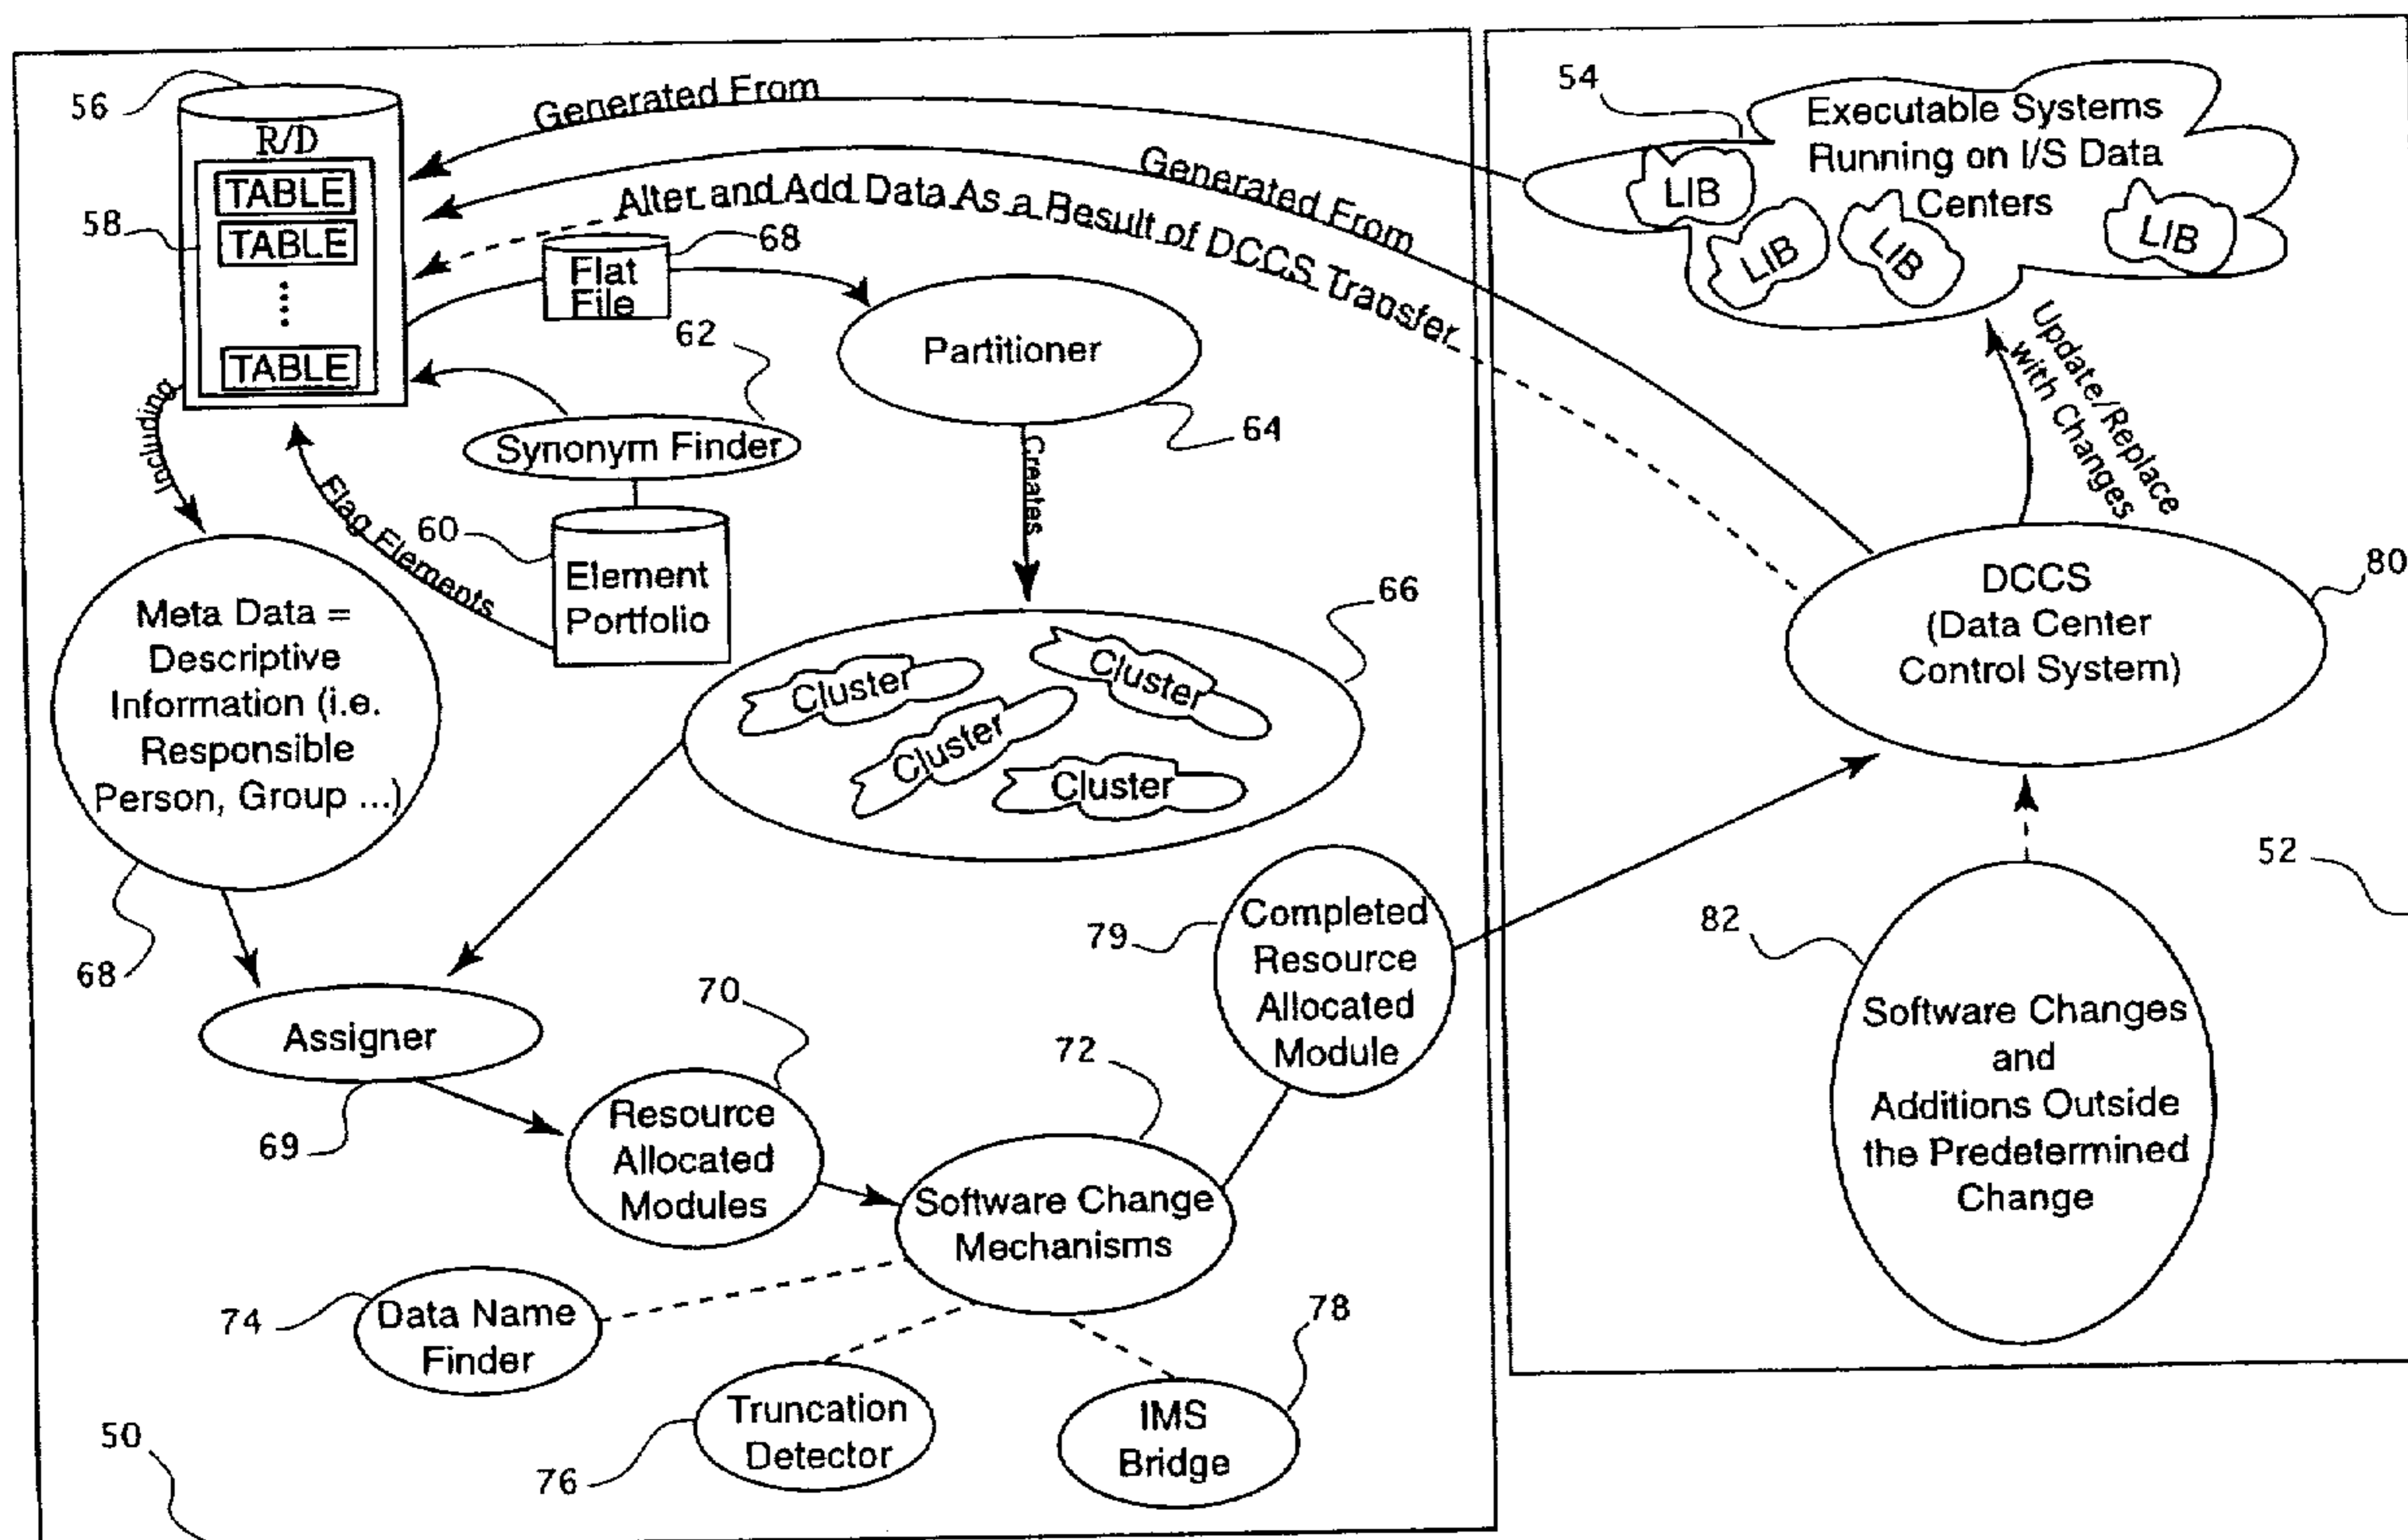 56
R/D
TABLE
58
TABLE
TABLE
Generated From
Generated From
Alter and Add Data As a Result of DCCS Transfer
54
Executable Systems
Running on I/S Data
Centers
LIB
LIB
LIB
LIB
68
Flat
File
62
Partitioner
64
Synonym Finder
Including
Flag Elements
60
Element
Portfolio
Creates
Update/Replace
with Changes
Meta Data =
Descriptive
Information (i.e.
Responsible
Person, Group ...)
68
66
Cluster
Cluster
Cluster
Cluster
DCCS
(Data Center
Control System)
80
52
Assigner
69
70
Resource
Allocated
Modules
72
Software Change
Mechanisms
79
Completed
Resource
Allocated
Module
82
Software Changes
and
Additions Outside
the Predetermined
Change
74
Data Name
Finder
76
Truncation
Detector
78
IMS
Bridge
50